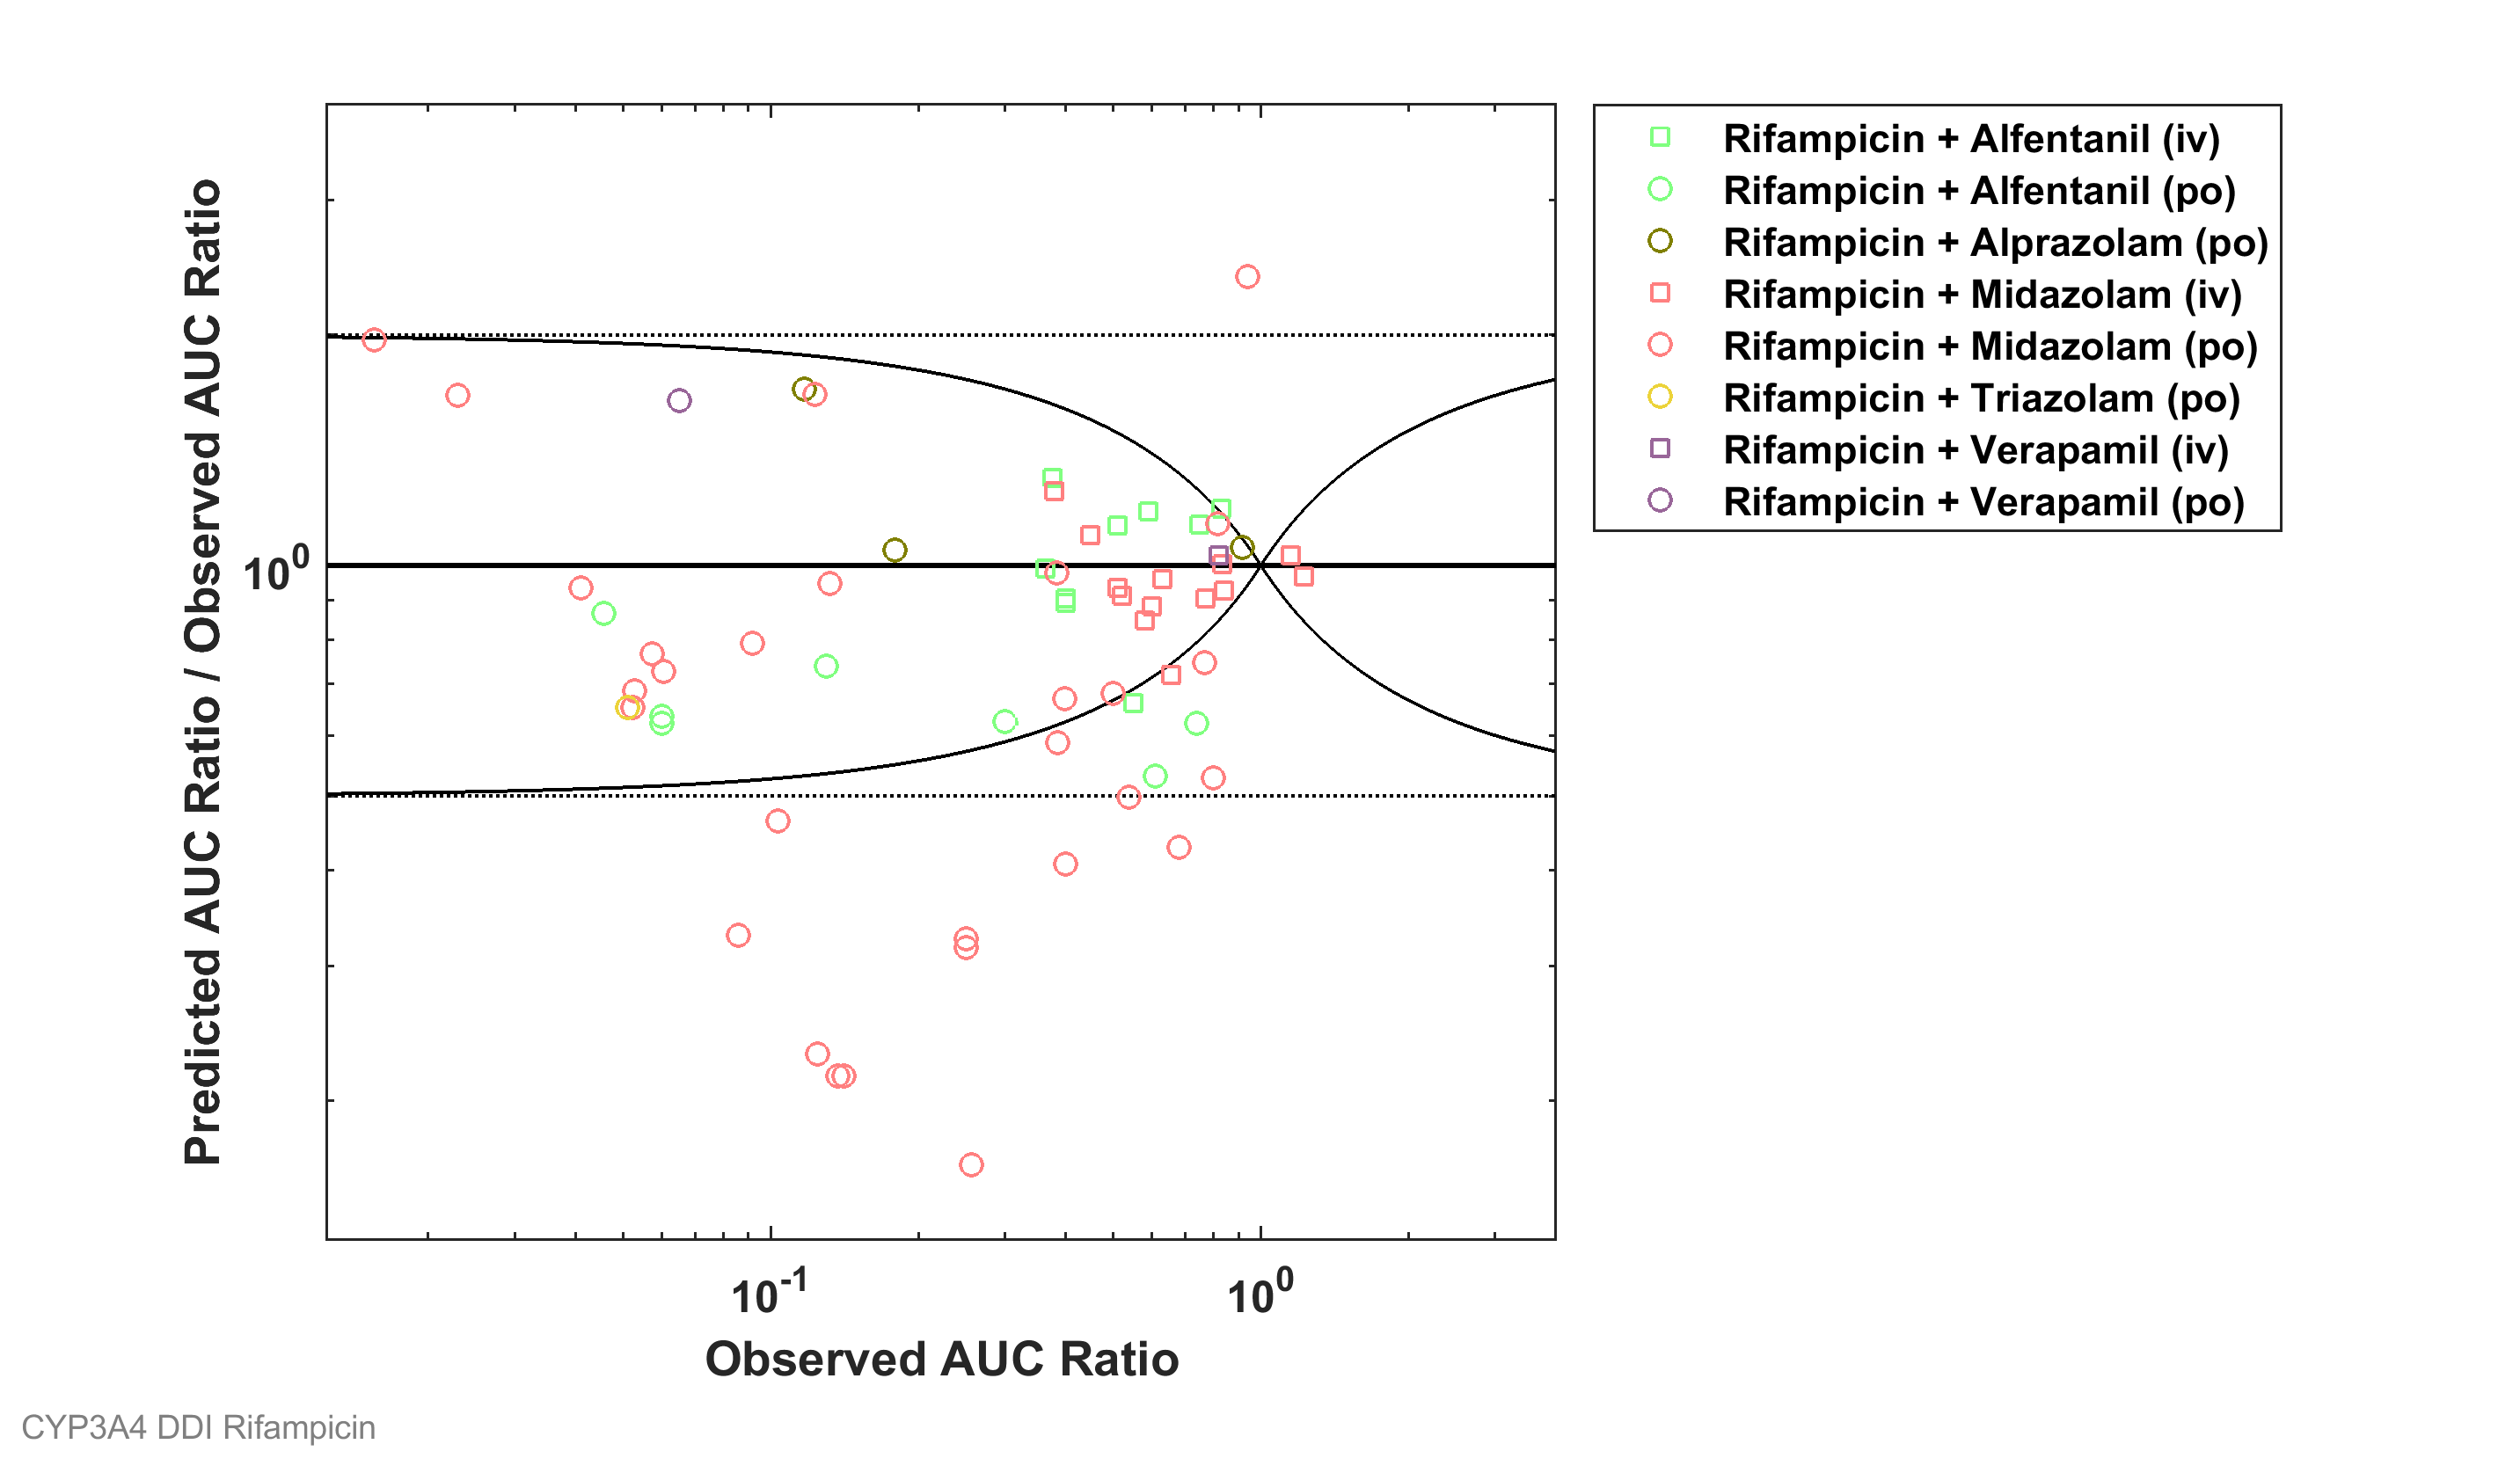 Predicted AUC Ratio / Observed AUC Ratio
10^0
10^-1
10^0
Observed AUC Ratio
Rifampicin + Alfentanil (iv)
Rifampicin + Alfentanil (po)
Rifampicin + Alprazolam (po)
Rifampicin + Midazolam (iv)
Rifampicin + Midazolam (po)
Rifampicin + Triazolam (po)
Rifampicin + Verapamil (iv)
Rifampicin + Verapamil (po)
CYP3A4 DDI Rifampicin